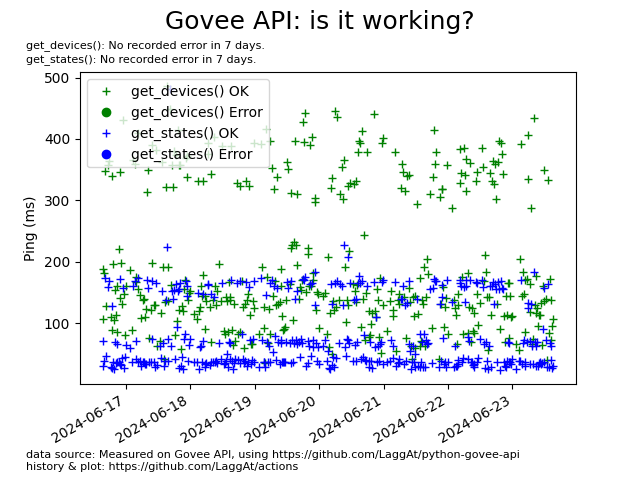 Govee API: is it working?
get_devices(): No recorded error in 7 days.
get_states(): No recorded error in 7 days.
500
400
300
200
100
Ping (ms)
get_devices() OK
get_devices() Error
get_states() OK
get_states() Error
2024-06-17
2024-06-18
2024-06-19
2024-06-20
2024-06-21
2024-06-22
2024-06-23
data source: Measured on Govee API, using https://github.com/LaggAt/python-govee-api
history & plot: https://github.com/LaggAt/actions